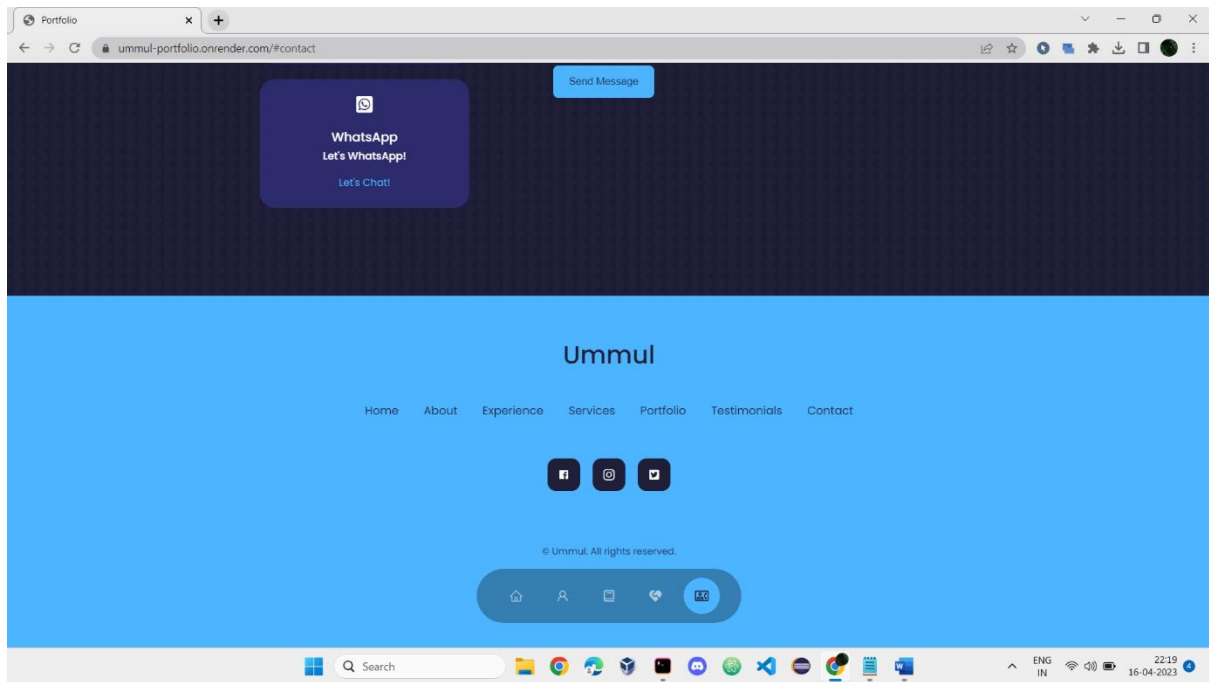 Portfolio
ummul-portfolio.onrender.com/#contact
Send Message
WhatsApp
Let's WhatsApp!
Let's Chat!
Ummul
Home About Experience Services Portfolio Testimonials Contact
© Ummul. All rights reserved.
Search
ENG
IN
22:19
16-04-2023
4